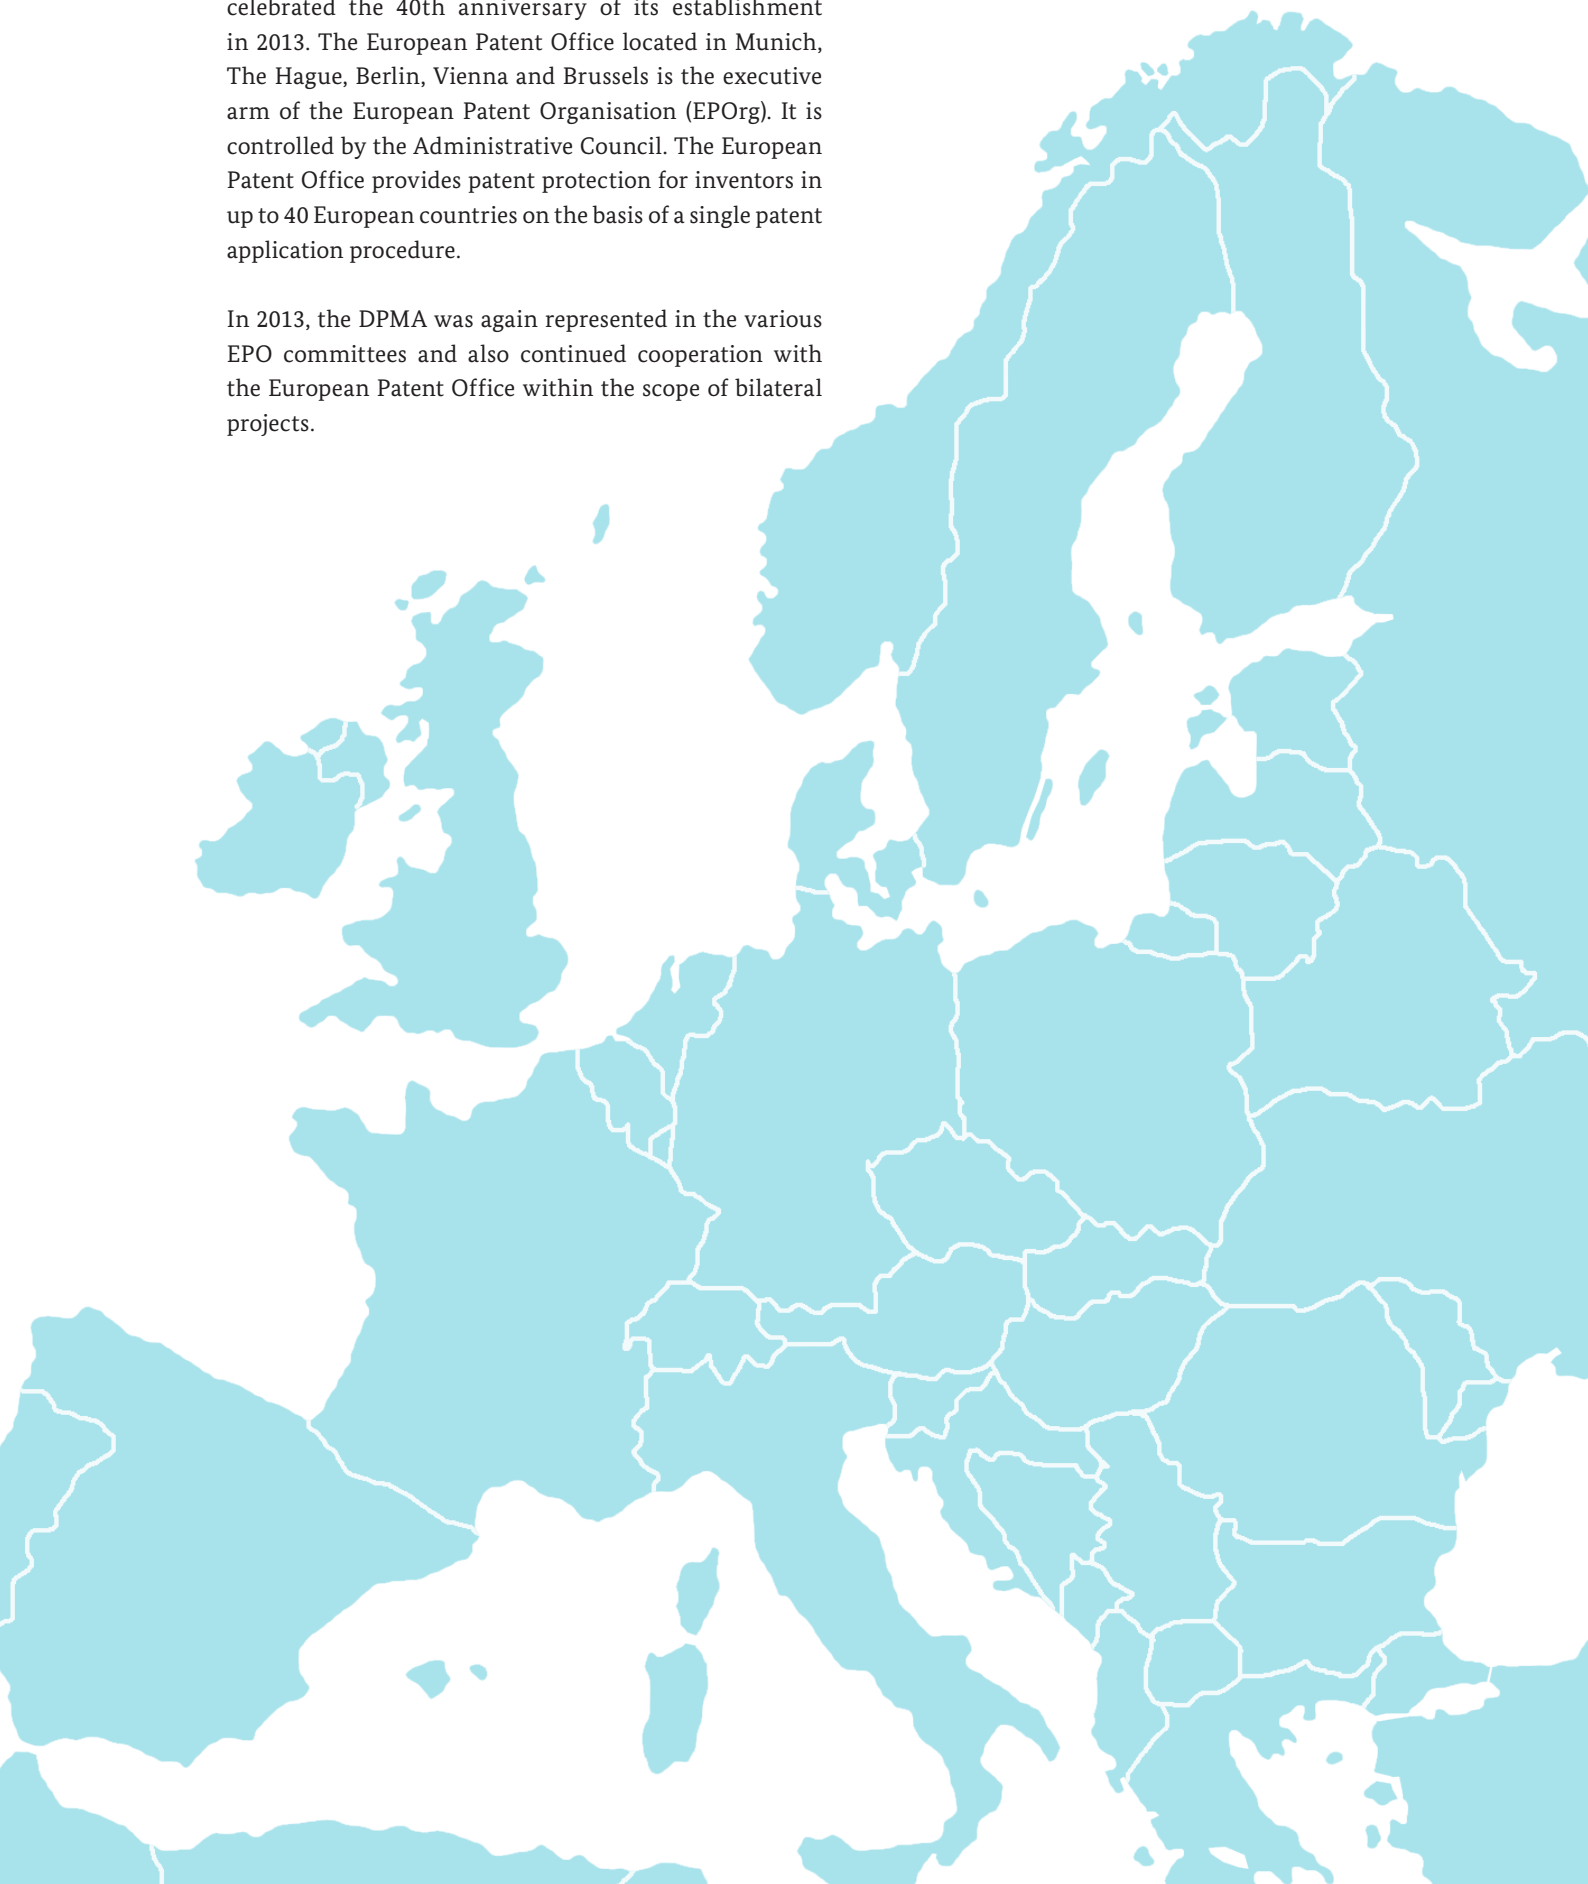 celebrated the 40th anniversary of its establishment
in 2013. The European Patent Office located in Munich,
The Hague, Berlin, Vienna and Brussels is the executive
arm of the European Patent Organisation (EPOrg). It is
controlled by the Administrative Council. The European
Patent Office provides patent protection for inventors in
up to 40 European countries on the basis of a single patent
application procedure.
In 2013, the DPMA was again represented in the various
EPO committees and also continued cooperation with
the European Patent Office within the scope of bilateral
projects.